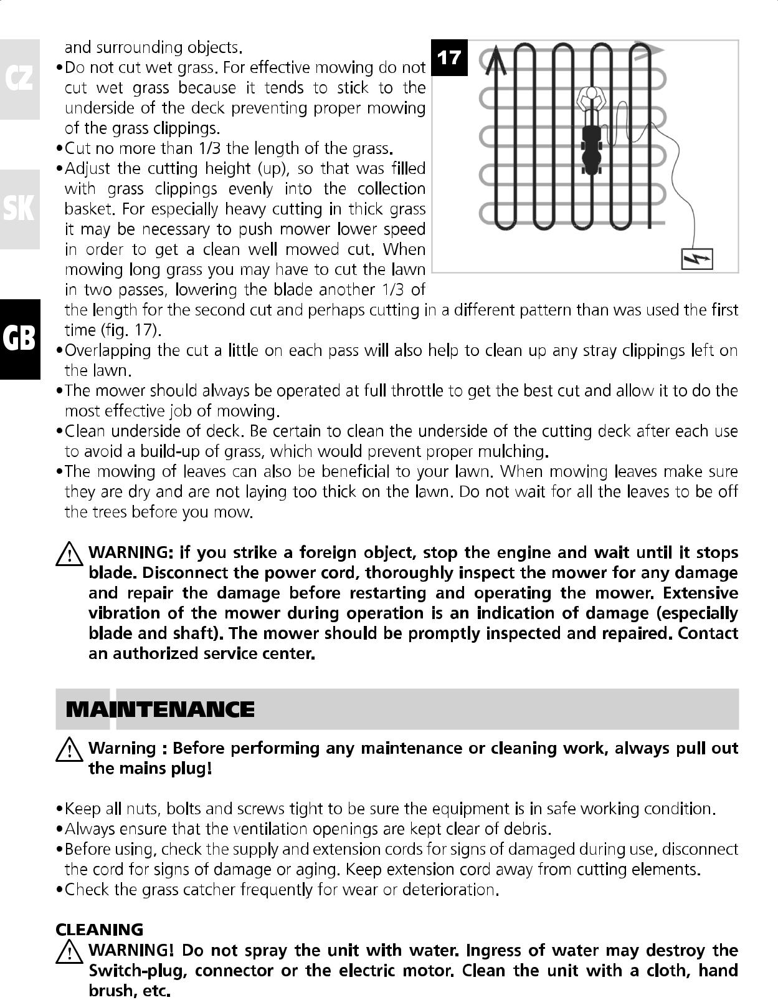 CZ
SK
GB
17
and surrounding objects.
•Do not cut wet grass. For effective mowing do not
cut wet grass because it tends to stick to the
underside of the deck preventing proper mowing
of the grass clippings.
•Cut no more than 1/3 the length of the grass.
•Adjust the cutting height (up), so that was filled
with grass clippings evenly into the collection
basket. For especially heavy cutting in thick grass
it may be necessary to push mower lower speed
in order to get a clean well mowed cut. When
mowing long grass you may have to cut the lawn
in two passes, lowering the blade another 1/3 of
the length for the second cut and perhaps cutting in a different pattern than was used the first
time (fig. 17).
•Overlapping the cut a little on each pass will also help to clean up any stray clippings left on
the lawn.
•The mower should always be operated at full throttle to get the best cut and allow it to do the
most effective job of mowing.
•Clean underside of deck. Be certain to clean the underside of the cutting deck after each use
to avoid a build-up of grass, which would prevent proper mulching.
•The mowing of leaves can also be beneficial to your lawn. When mowing leaves make sure
they are dry and are not laying too thick on the lawn. Do not wait for all the leaves to be off
the trees before you mow.
WARNING: if you strike a foreign object, stop the engine and wait until it stops
blade. Disconnect the power cord, thoroughly inspect the mower for any damage
and repair the damage before restarting and operating the mower. Extensive
vibration of the mower during operation is an indication of damage (especially
blade and shaft). The mower should be promptly inspected and repaired. Contact
an authorized service center.
MAINTENANCE
Warning : Before performing any maintenance or cleaning work, always pull out
the mains plug!
•Keep all nuts, bolts and screws tight to be sure the equipment is in safe working condition.
•Always ensure that the ventilation openings are kept clear of debris.
•Before using, check the supply and extension cords for signs of damaged during use, disconnect
the cord for signs of damage or aging. Keep extension cord away from cutting elements.
•Check the grass catcher frequently for wear or deterioration.
CLEANING
WARNING! Do not spray the unit with water. Ingress of water may destroy the
Switch-plug, connector or the electric motor. Clean the unit with a cloth, hand
brush, etc.